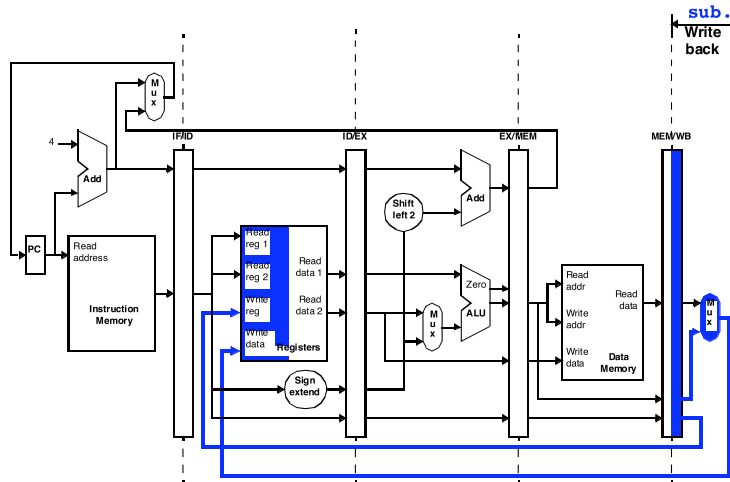 sub.
Write
back
M
u
x
IF/ID
ID/EX
EX/MEM
MEM/WB
4
Add
Add
Shift
left 2
PC
Read
address
Instruction
Memory
Read
reg 1
Read
reg 2
Write
reg
Write
data
Read
data 1
Read
data 2
Registers
Sign
extend
M
u
x
Zero
ALU
Read
addr
Write
addr
Write
data
Read
data
Data
Memory
M
u
x